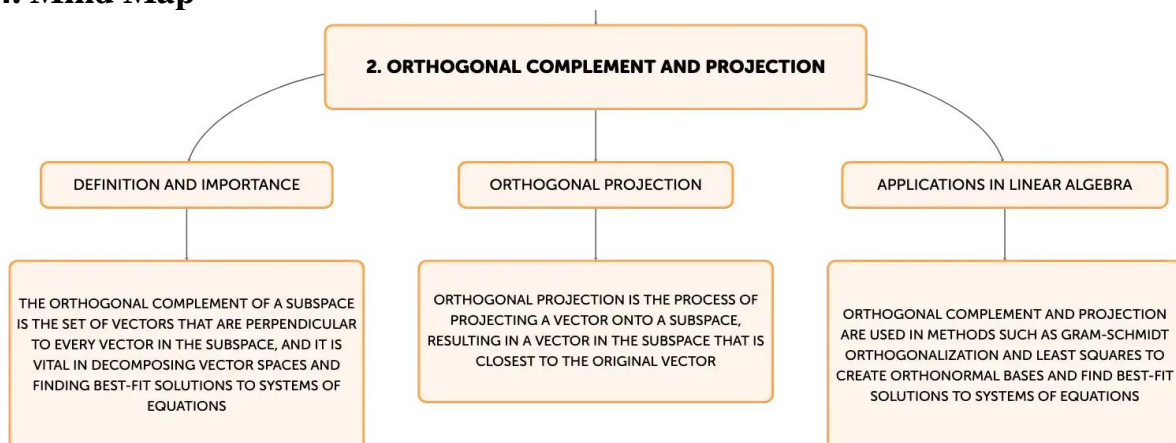 4. Mind Map
2. ORTHOGONAL COMPLEMENT AND PROJECTION
DEFINITION AND IMPORTANCE
ORTHOGONAL PROJECTION
APPLICATIONS IN LINEAR ALGEBRA
THE ORTHOGONAL COMPLEMENT OF A SUBSPACE
IS THE SET OF VECTORS THAT ARE PERPENDICULAR
TO EVERY VECTOR IN THE SUBSPACE, AND IT IS
VITAL IN DECOMPOSING VECTOR SPACES AND
FINDING BEST-FIT SOLUTIONS TO SYSTEMS OF
EQUATIONS
ORTHOGONAL PROJECTION IS THE PROCESS OF
PROJECTING A VECTOR ONTO A SUBSPACE,
RESULTING IN A VECTOR IN THE SUBSPACE THAT IS
CLOSEST TO THE ORIGINAL VECTOR
ORTHOGONAL COMPLEMENT AND PROJECTION
ARE USED IN METHODS SUCH AS GRAM-SCHMIDT
ORTHOGONALIZATION AND LEAST SQUARES TO
CREATE ORTHONORMAL BASES AND FIND BEST-FIT
SOLUTIONS TO SYSTEMS OF EQUATIONS